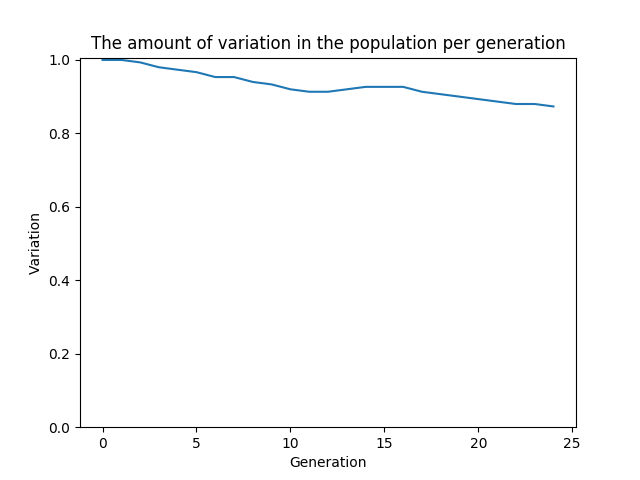 The amount of variation in the population per generation
1.0
0.8
0.6
0.4
0.2
0.0
Variation
0 5 10 15 20 25
Generation